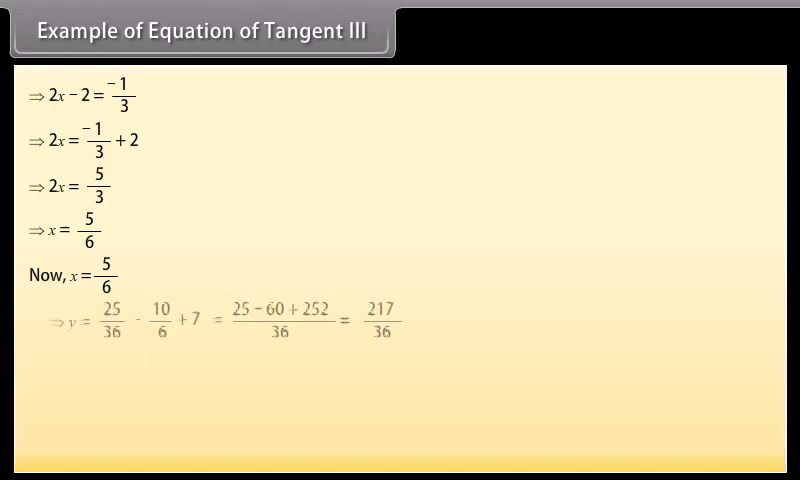 Example of Equation of Tangent III
⇒ 2x − 2 = −1/3
⇒ 2x = −1/3 + 2
⇒ 2x = 5/3
⇒ x = 5/6
Now, x = 5/6
⇒ y = 25/36 - 10/6 + 7 = 25 − 60 + 252/36 = 217/36